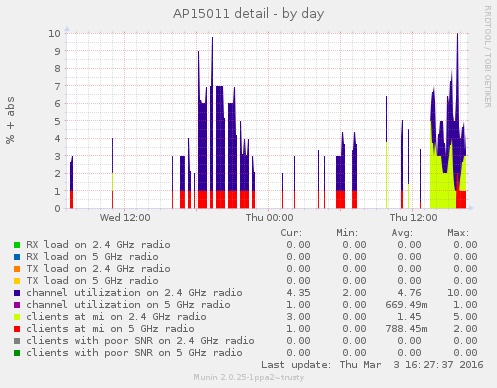 AP15011 detail - by day
RRDTOOL / TOBI OETIKER
% + abs
10
9
8
7
6
5
4
3
2
1
0
Wed 12:00 Thu 00:00 Thu 12:00
Cur: Min: Avg: Max:
RX load on 2.4 GHz radio 0.00 0.00 0.00 0.00
RX load on 5 GHz radio 0.00 0.00 0.00 0.00
TX load on 2.4 GHz radio 0.00 0.00 0.00 0.00
TX load on 5 GHz radio 0.00 0.00 0.00 0.00
channel utilization on 2.4 GHz radio 4.35 2.00 4.76 10.00
channel utilization on 5 GHz radio 1.00 0.00 669.49m 1.00
clients at mi on 2.4 GHz radio 3.00 0.00 1.45 5.00
clients at mi on 5 GHz radio 1.00 0.00 788.45m 2.00
clients with poor SNR on 2.4 GHz radio 0.00 0.00 0.00 0.00
clients with poor SNR on 5 GHz radio 0.00 0.00 0.00 0.00
Last update: Thu Mar 3 16:27:37 2016
Munin 2.0.25-1ppa2~trusty